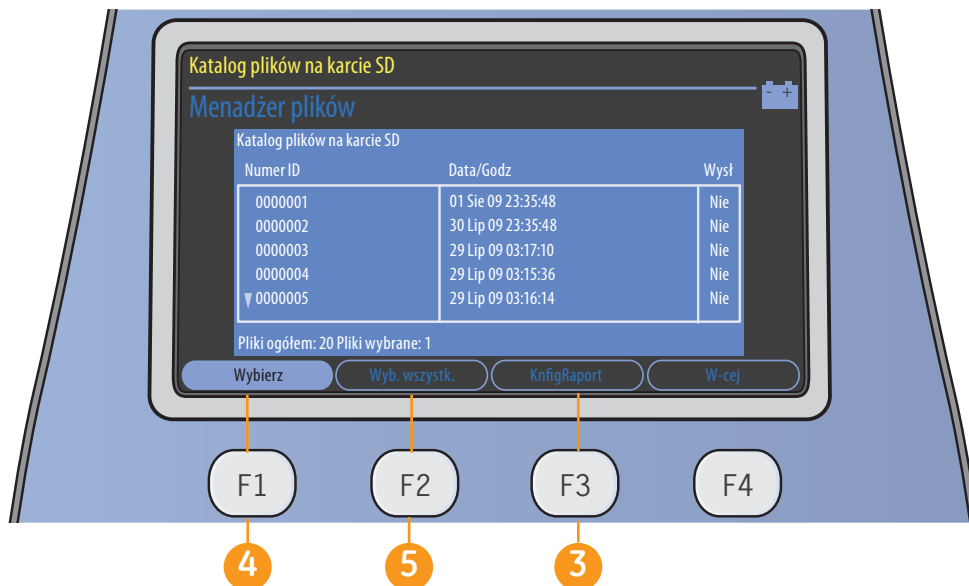 Katalog plików na karcie SD
- +
Menadżer plików
Katalog plików na karcie SD
Numer ID Data/Godz Wysł
0000001 01 Sie 09 23:35:48 Nie
0000002 30 Lip 09 23:35:48 Nie
0000003 29 Lip 09 03:17:10 Nie
0000004 29 Lip 09 03:15:36 Nie
0000005 29 Lip 09 03:16:14 Nie
Pliki ogółem: 20 Pliki wybrane: 1
Wybierz Wyb. wszystk. KnfigRaport W-cej
F1 F2 F3 F4
4 5 3